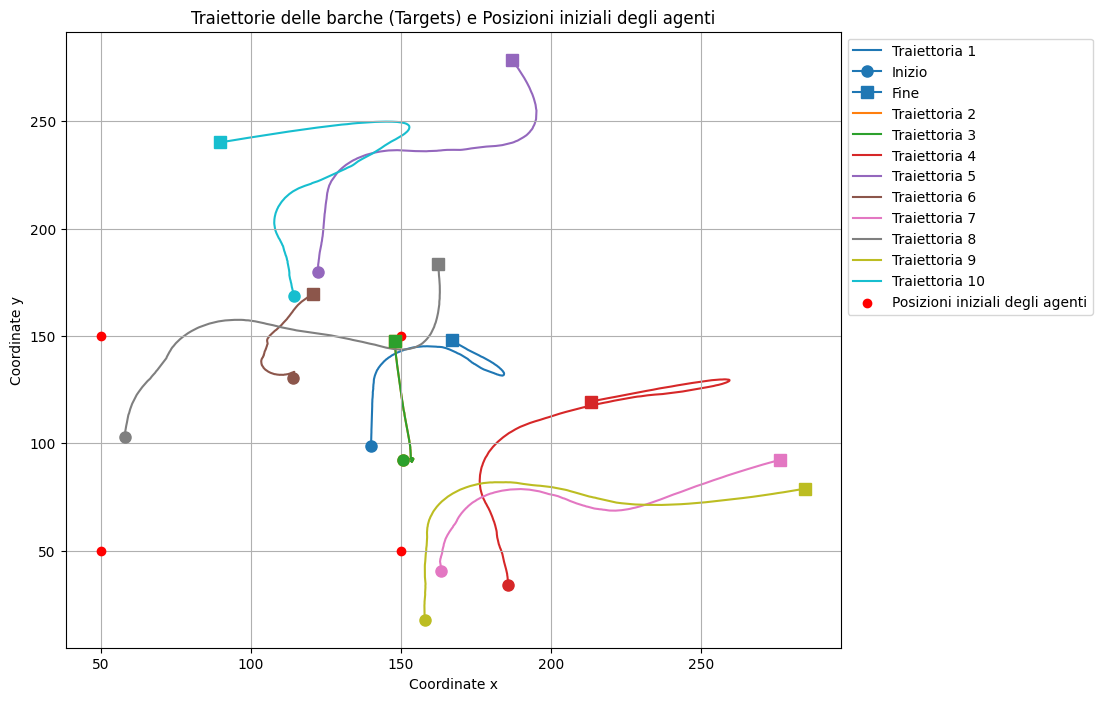 Traiettorie delle barche (Targets) e Posizioni iniziali degli agenti
Traiettoria 1
Inizio
Fine
Traiettoria 2
Traiettoria 3
Traiettoria 4
Traiettoria 5
Traiettoria 6
Traiettoria 7
Traiettoria 8
Traiettoria 9
Traiettoria 10
Posizioni iniziali degli agenti
Coordinate y
250
200
150
100
50
50 100 150 200 250
Coordinate x